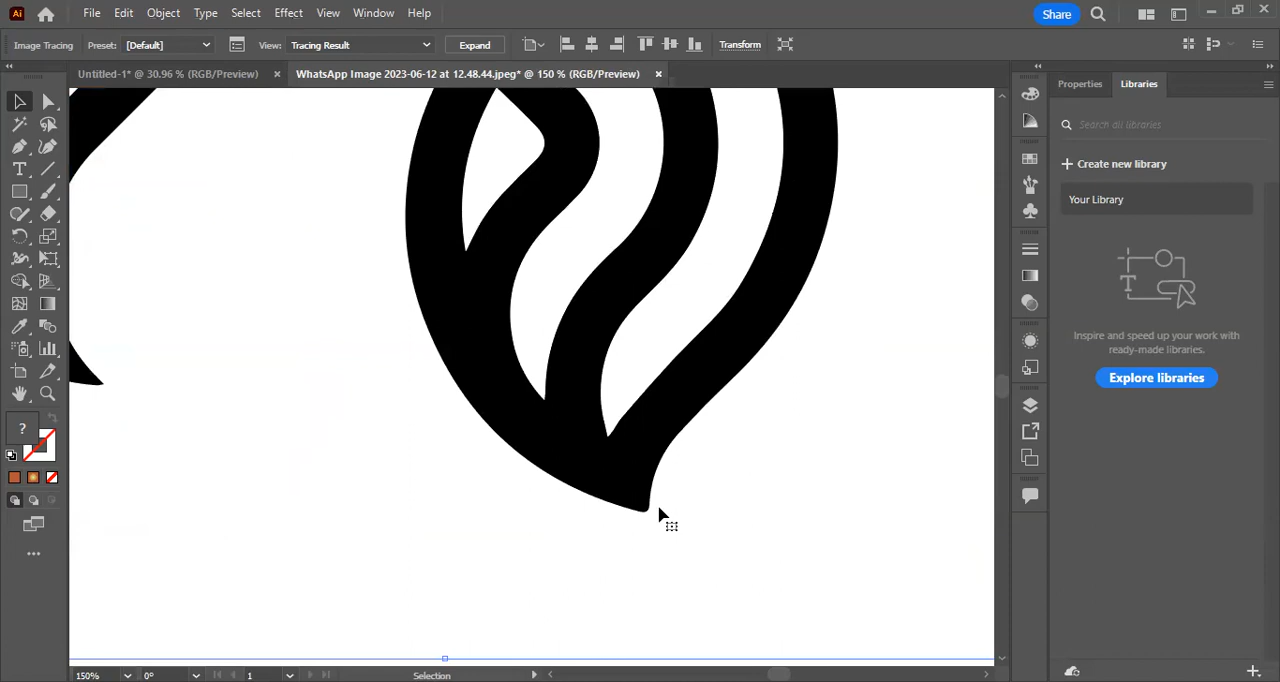 Ai File Edit Object Type Select Effect View Window Help Share
Image Tracing Preset: [Default] View: Tracing Result Expand Transform
Untitled-1* @ 30.96 % (RGB/Preview) × WhatsApp Image 2023-06-12 at 12.48.44.jpeg* @ 150 % (RGB/Preview) ×
Properties Libraries
Search all libraries
+ Create new library
Your Library
Inspire and speed up your work with
ready-made libraries.
Explore libraries
?
150% 0° 1 Selection